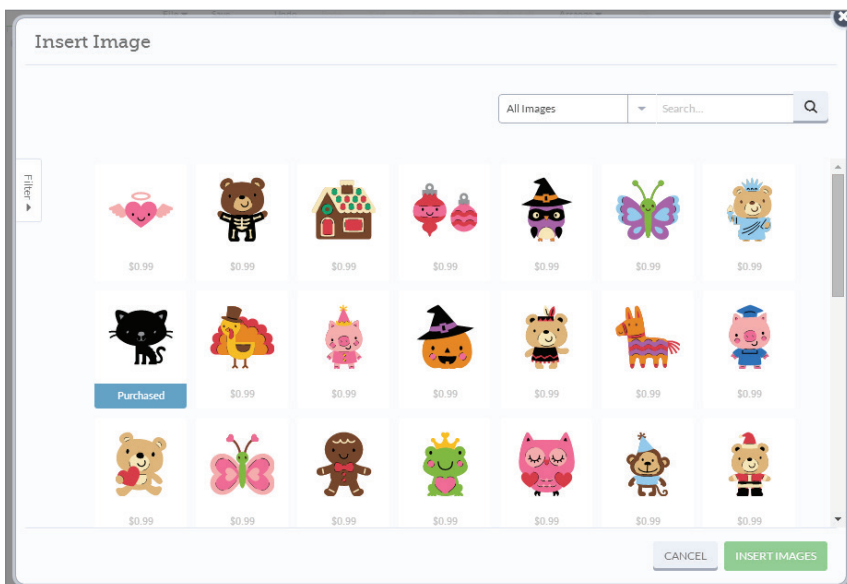 Insert Image
All Images
Search...
Filter
$0.99 $0.99 $0.99 $0.99 $0.99 $0.99 $0.99
Purchased $0.99 $0.99 $0.99 $0.99 $0.99 $0.99
$0.99 $0.99 $0.99 $0.99 $0.99 $0.99 $0.99
CANCEL INSERT IMAGES